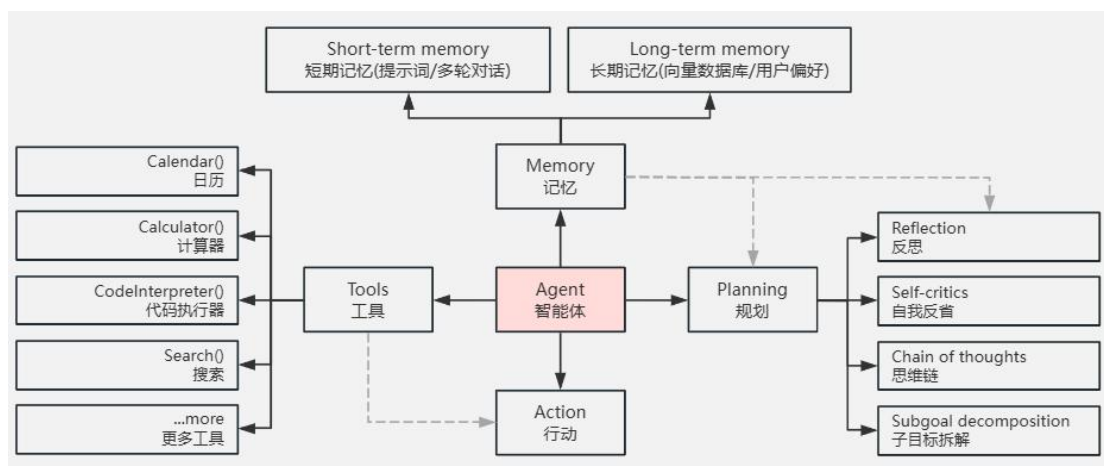 Short-term memory
短期记忆(提示词/多轮对话)
Long-term memory
长期记忆(向量数据库/用户偏好)
Memory
记忆
Calendar()
日历
Calculator()
计算器
CodeInterpreter()
代码执行器
Search()
搜索
...more
更多工具
Tools
工具
Agent
智能体
Planning
规划
Action
行动
Reflection
反思
Self-critics
自我反省
Chain of thoughts
思维链
Subgoal decomposition
子目标拆解